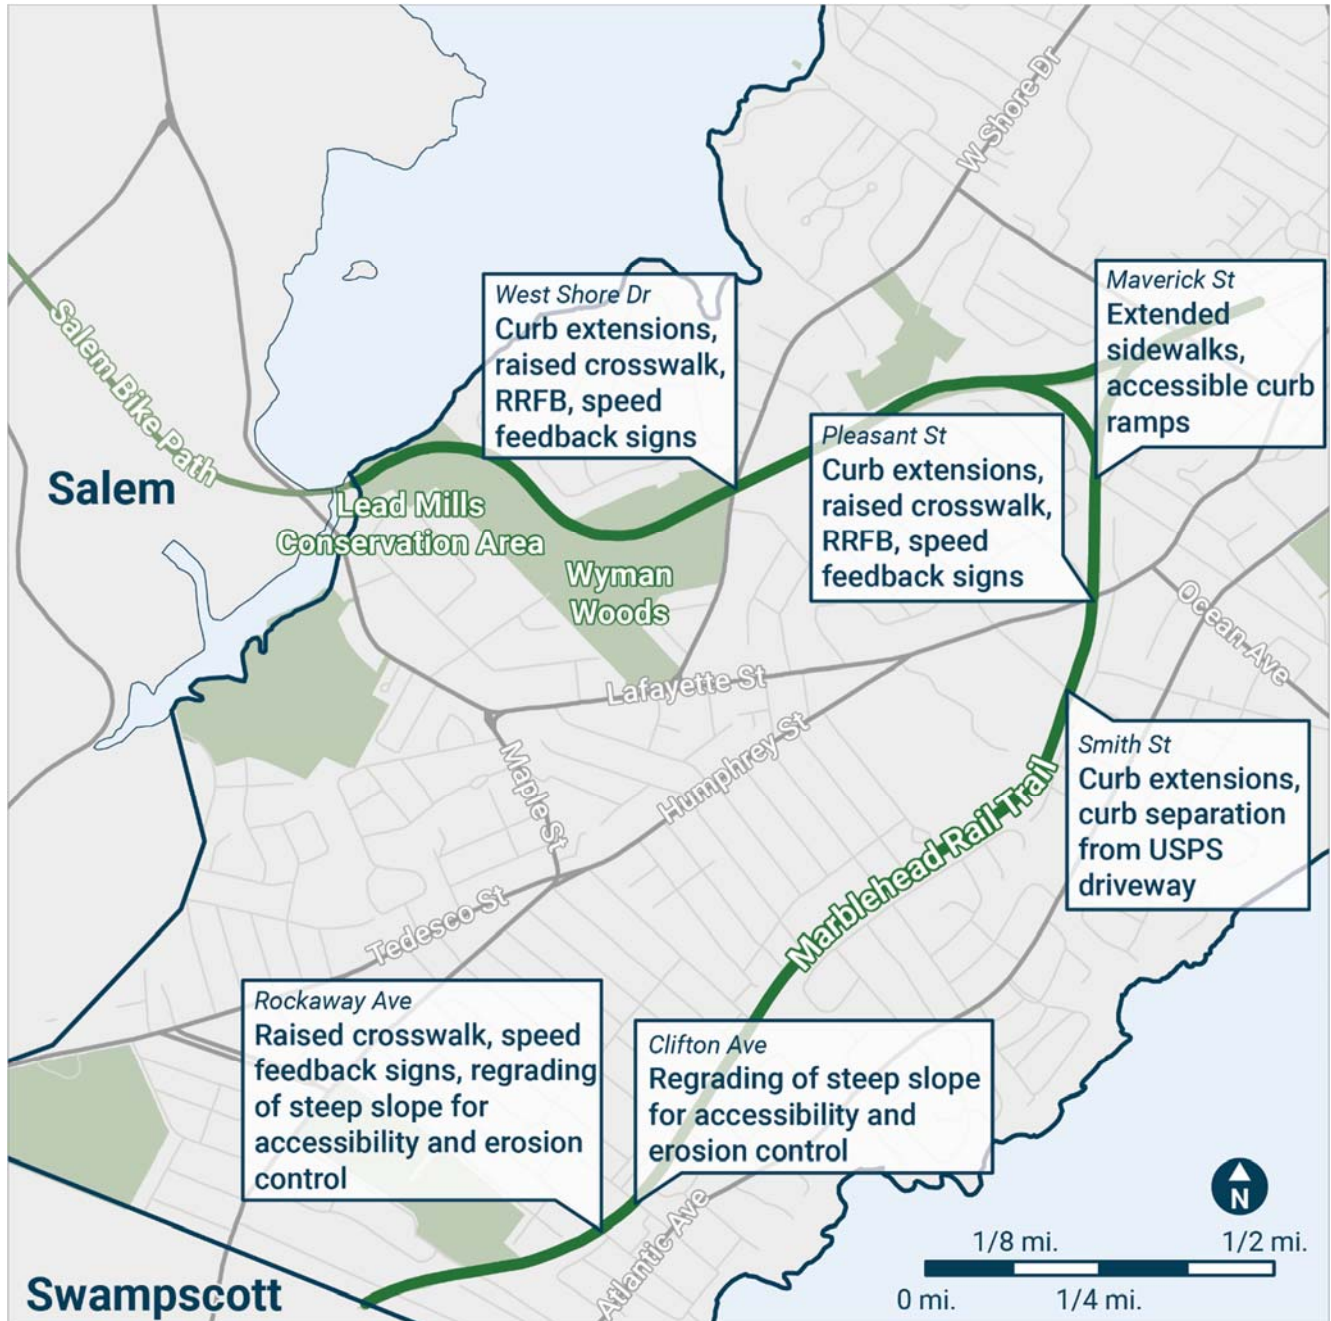 W Shore Dr
West Shore Dr
Curb extensions,
raised crosswalk,
RRFB, speed
feedback signs
Maverick St
Extended
sidewalks,
accessible curb
ramps
Salem Bike Path
Pleasant St
Curb extensions,
raised crosswalk,
RRFB, speed
feedback signs
Salem
Lead Mills
Conservation Area
Wyman
Woods
Ocean Ave
Lafayette St
Humphrey St
Maple St
Smith St
Curb extensions,
curb separation
from USPS
driveway
Marblehead Rail Trail
Tedesco St
Rockaway Ave
Raised crosswalk, speed
feedback signs, regrading
of steep slope for
accessibility and erosion
control
Clifton Ave
Regrading of steep slope
for accessibility and
erosion control
Atlantic Ave
Swampscott
N
1/8 mi.
1/2 mi.
0 mi.
1/4 mi.